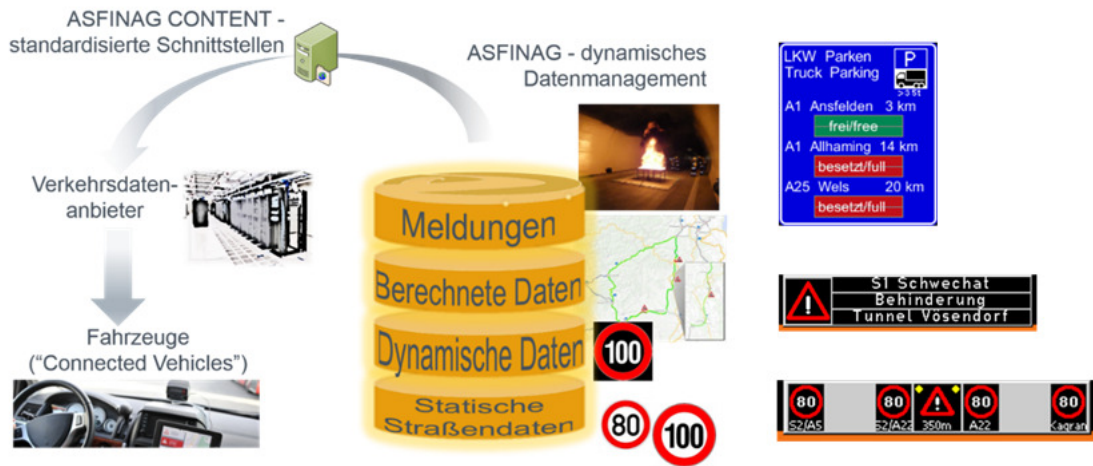 ASFINAG CONTENT -
standardisierte Schnittstellen
ASFINAG - dynamisches
Datenmanagement
Verkehrsdaten-
anbieter
Fahrzeuge
("Connected Vehicles")
Meldungen
Berechnete Daten
Dynamische Daten
Statische
Straßendaten
100
80
100
LKW Parken
Truck Parking
P
>3,5t
A1 Ansfelden 3 km
frei/free
A1 Allhaming 14 km
besetzt/full
A25 Wels 20 km
besetzt/full
S1 Schwechat
Behinderung
Tunnel Vösendorf
80 80 80 80
S2/A5 S2/A22 350m A22 Kagran